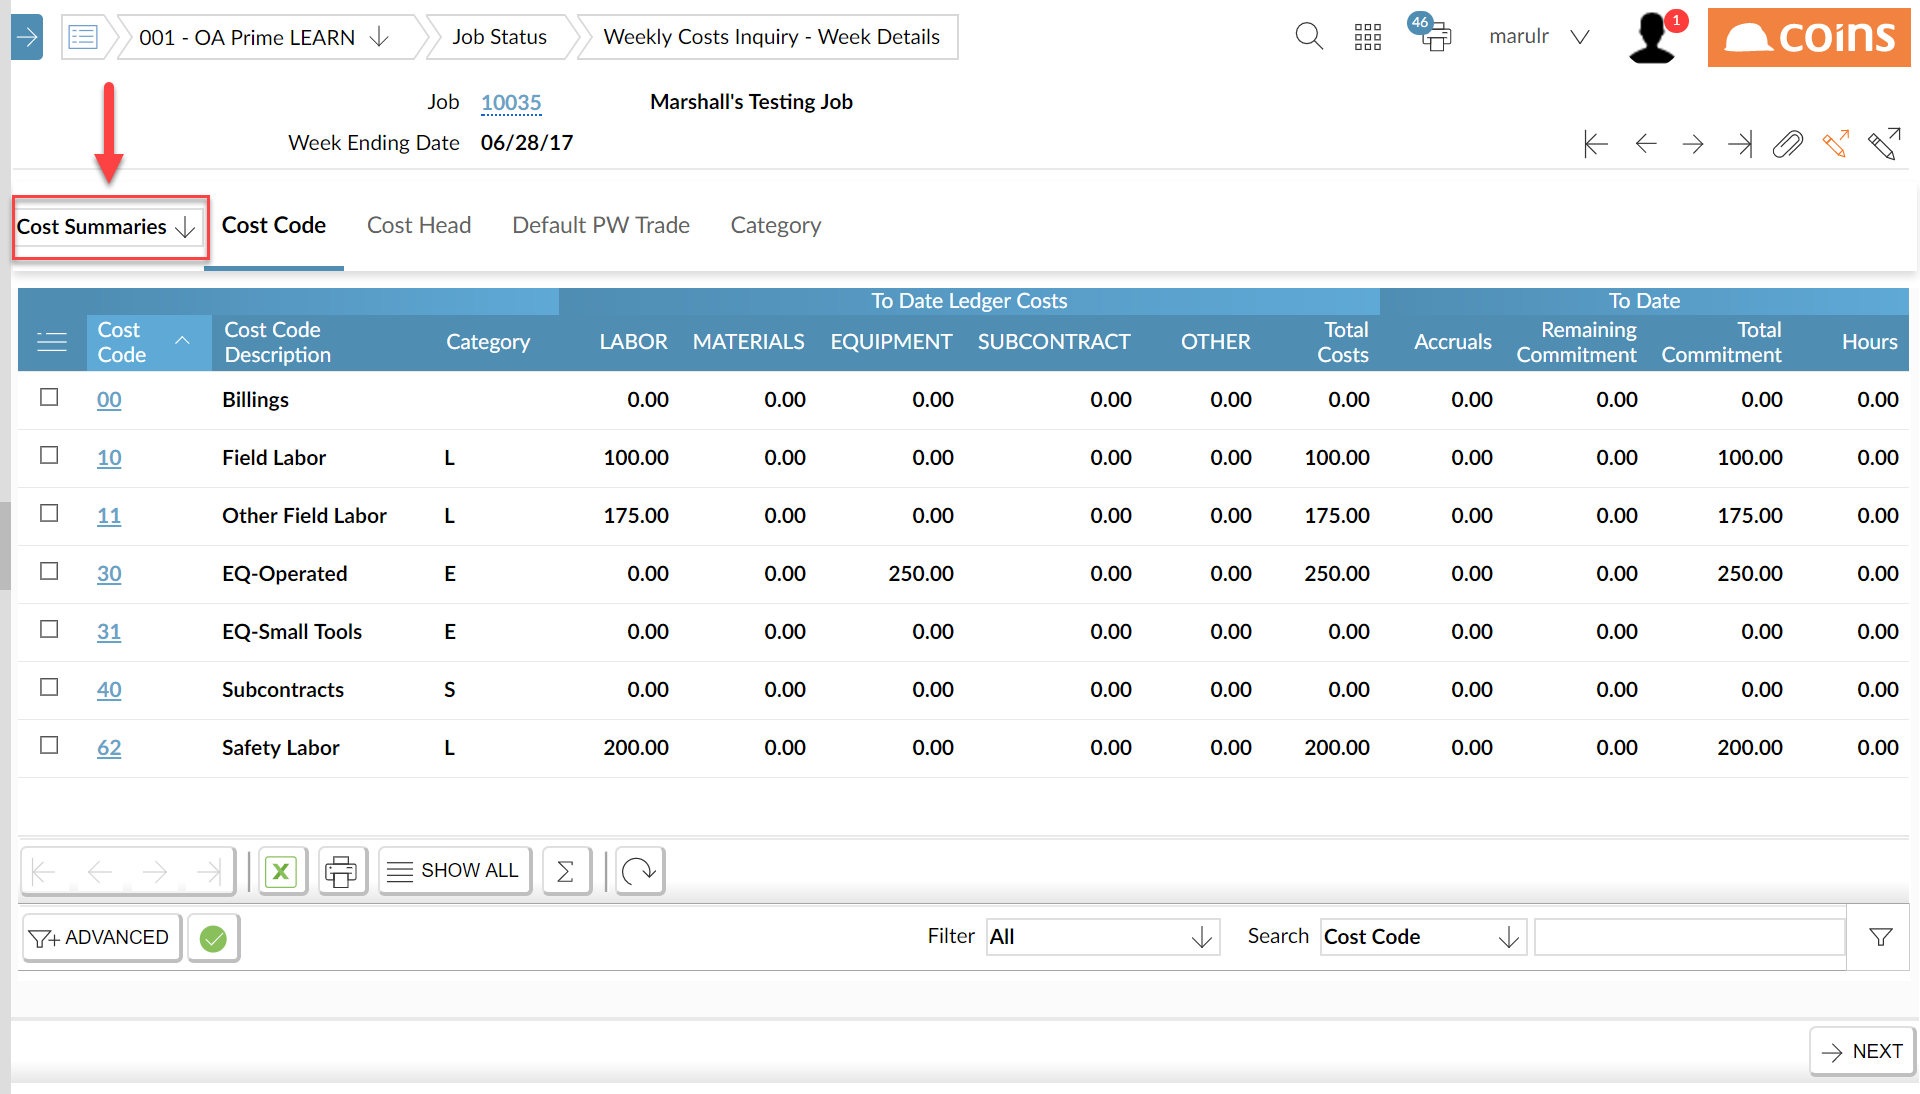 001 - OA Prime LEARN
Job Status
Weekly Costs Inquiry - Week Details
46
marulr
1
coins
Job 10035 Marshall's Testing Job
Week Ending Date 06/28/17
Cost Summaries
Cost Code
Cost Head
Default PW Trade
Category
To Date Ledger Costs
To Date
Cost Code
Cost Code Description
Category
LABOR
MATERIALS
EQUIPMENT
SUBCONTRACT
OTHER
Total Costs
Accruals
Remaining Commitment
Total Commitment
Hours
00 Billings 0.00 0.00 0.00 0.00 0.00 0.00 0.00 0.00 0.00 0.00
10 Field Labor L 100.00 0.00 0.00 0.00 0.00 100.00 0.00 0.00 100.00 0.00
11 Other Field Labor L 175.00 0.00 0.00 0.00 0.00 175.00 0.00 0.00 175.00 0.00
30 EQ-Operated E 0.00 0.00 250.00 0.00 0.00 250.00 0.00 0.00 250.00 0.00
31 EQ-Small Tools E 0.00 0.00 0.00 0.00 0.00 0.00 0.00 0.00 0.00 0.00
40 Subcontracts S 0.00 0.00 0.00 0.00 0.00 0.00 0.00 0.00 0.00 0.00
62 Safety Labor L 200.00 0.00 0.00 0.00 0.00 200.00 0.00 0.00 200.00 0.00
SHOW ALL
ADVANCED
Filter All
Search Cost Code
NEXT